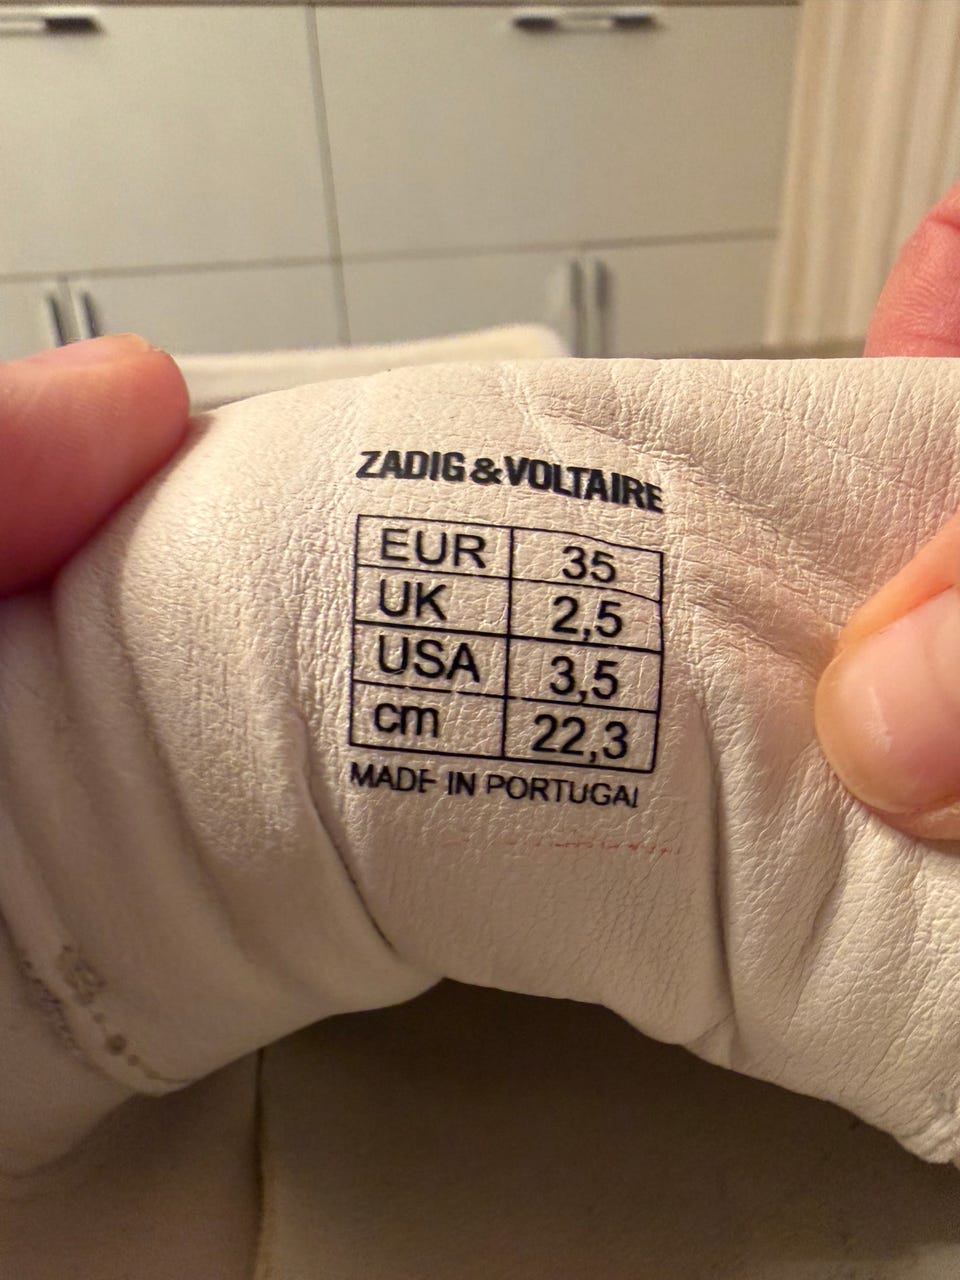 ZADIG&VOLTAIRE
EUR 35
UK 2,5
USA 3,5
cm 22,3
MADE IN PORTUGAL